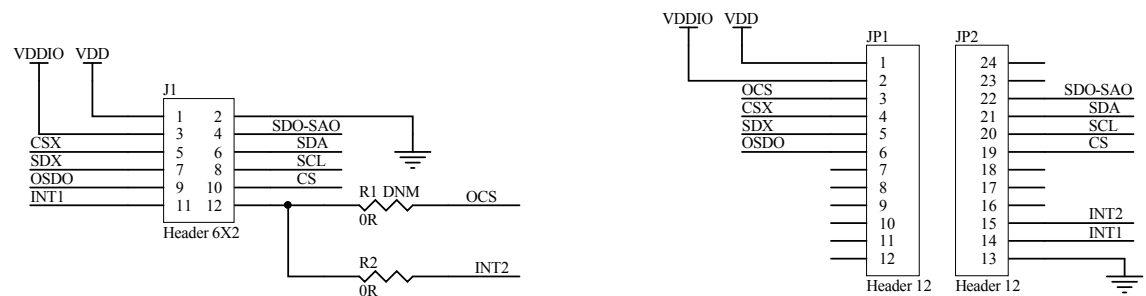 VDDIO VDD
J1
1 2
3 4 SDO-SAO
CSX 5 6 SDA
SDX 7 8 SCL
OSDO 9 10 CS
INT1 11 12 R1 DNM OCS
0R
Header 6X2
R2 INT2
0R
VDDIO VDD
JP1 JP2
1 24
2 23
OCS 3 22 SDO-SAO
CSX 4 21 SDA
SDX 5 20 SCL
OSDO 6 19 CS
7 18
8 17
9 16
10 15 INT2
11 14 INT1
12 13
Header 12 Header 12